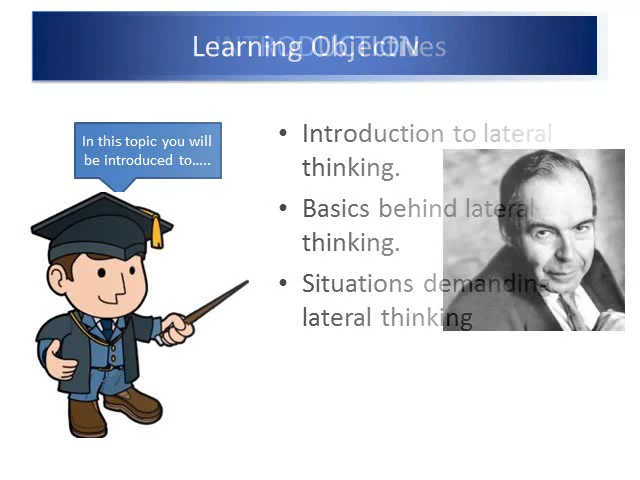 Learning Objectives
INTRODUCTION
In this topic you will
be introduced to.....
• Introduction to lateral
thinking.
• Basics behind lateral
thinking.
• Situations demanding
lateral thinking